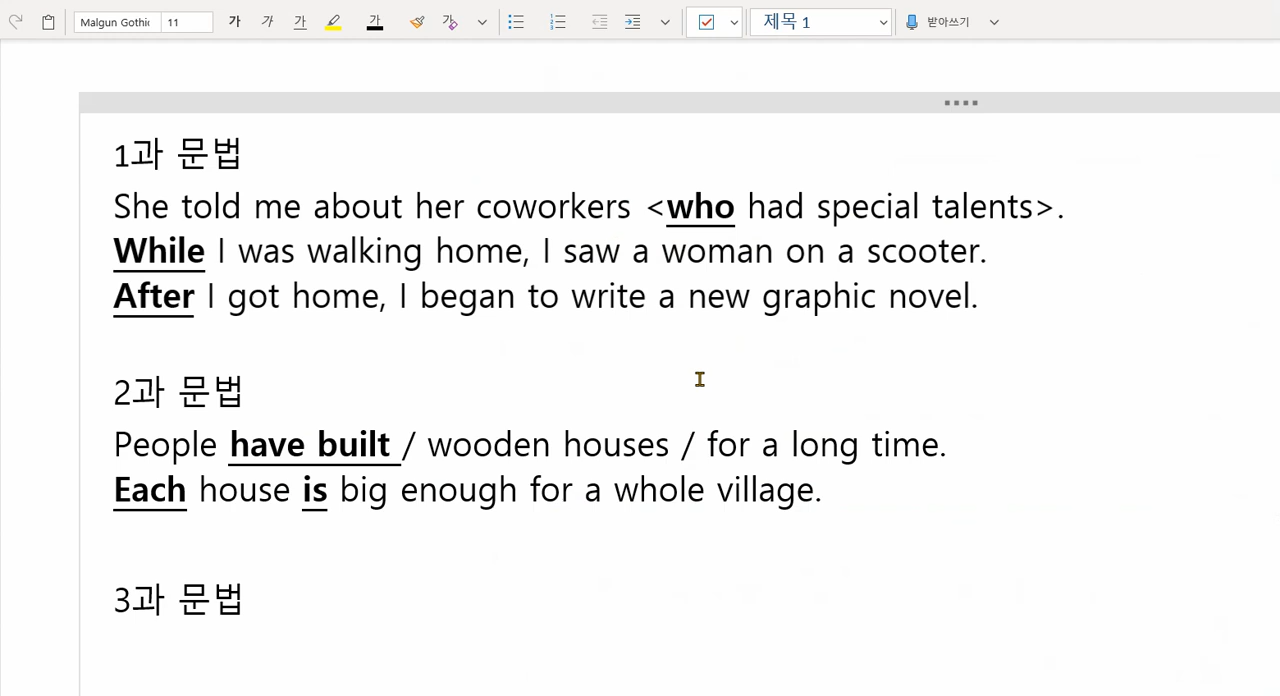 Malgun Gothic 11 가 가 가 가 가 제목 1 받아쓰기
1과 문법
She told me about her coworkers <who had special talents>.
While I was walking home, I saw a woman on a scooter.
After I got home, I began to write a new graphic novel.
2과 문법
People have built / wooden houses / for a long time.
Each house is big enough for a whole village.
3과 문법